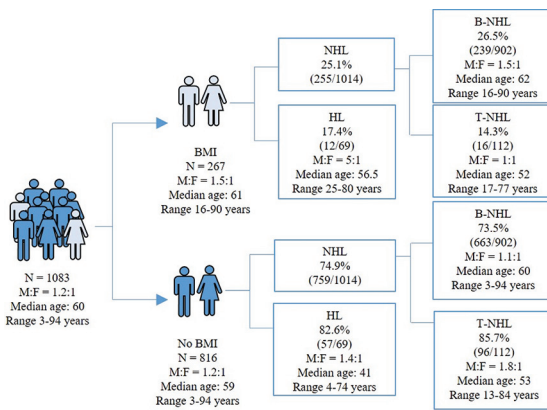 N = 1083
M:F = 1.2:1
Median age: 60
Range 3-94 years
BMI
N = 267
M:F = 1.5:1
Median age: 61
Range 16-90 years
NHL
25.1%
(255/1014)
HL
17.4%
(12/69)
M:F = 5:1
Median age: 56.5
Range 25-80 years
B-NHL
26.5%
(239/902)
M:F = 1.5:1
Median age: 62
Range 16-90 years
T-NHL
14.3%
(16/112)
M:F = 1:1
Median age: 52
Range 17-77 years
No BMI
N = 816
M:F = 1.2:1
Median age: 59
Range 3-94 years
NHL
74.9%
(759/1014)
HL
82.6%
(57/69)
M:F = 1.4:1
Median age: 41
Range 4-74 years
B-NHL
73.5%
(663/902)
M:F = 1.1:1
Median age: 60
Range 3-94 years
T-NHL
85.7%
(96/112)
M:F = 1.8:1
Median age: 53
Range 13-84 years